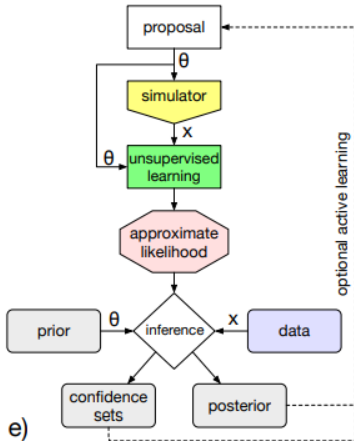 proposal
θ
simulator
x
θ
unsupervised
learning
approximate
likelihood
optional active learning
prior
θ
inference
x
data
confidence
sets
posterior
e)